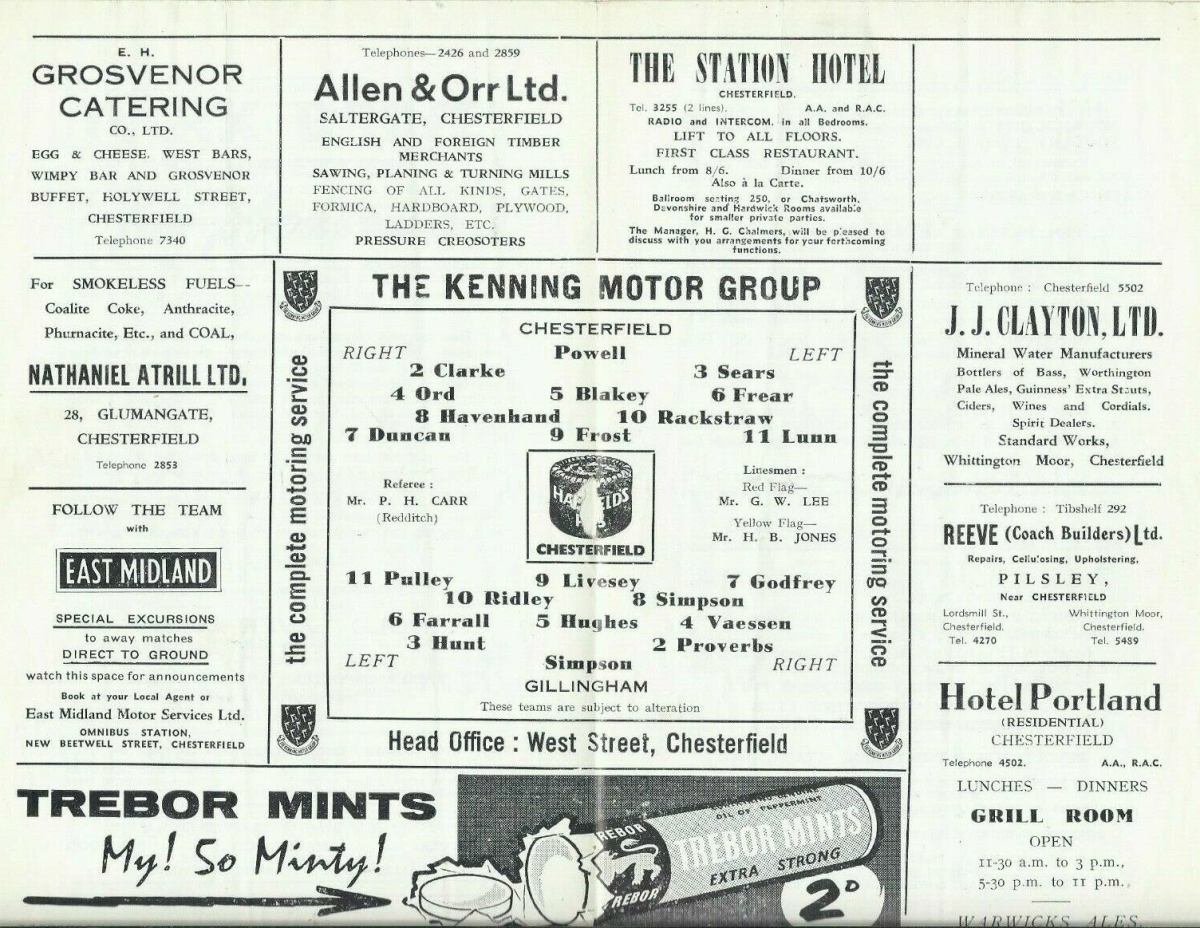 E. H.
GROSVENOR
CATERING
CO., LTD.
EGG & CHEESE, WEST BARS,
WIMPY BAR AND GROSVENOR
BUFFET, HOLYWELL STREET,
CHESTERFIELD
Telephone 7340
Telephones—2426 and 2859
Allen & Orr Ltd.
SALTERGATE, CHESTERFIELD
ENGLISH AND FOREIGN TIMBER
MERCHANTS
SAWING, PLANING & TURNING MILLS
FENCING OF ALL KINDS, GATES,
FORMICA, HARDBOARD, PLYWOOD,
LADDERS, ETC.
PRESSURE CREOSOTERS
THE STATION HOTEL
CHESTERFIELD.
Tel. 3255 (2 lines). A.A. and R.A.C.
RADIO and INTERCOM. in all Bedrooms.
LIFT TO ALL FLOORS.
FIRST CLASS RESTAURANT.
Lunch from 8/6. Dinner from 10/6
Also à la Carte.
Ballroom seating 250, or Chatsworth,
Devonshire and Hardwick Rooms available
for smaller private parties.
The Manager, H. G. Chalmers, will be pleased to
discuss with you arrangements for your forthcoming
functions.
For SMOKELESS FUELS--
Coalite Coke, Anthracite,
Phurnacite, Etc., and COAL,
NATHANIEL ATRILL LTD.
28, GLUMANGATE,
CHESTERFIELD
Telephone 2853
FOLLOW THE TEAM
with
EAST MIDLAND
SPECIAL EXCURSIONS
to away matches
DIRECT TO GROUND
watch this space for announcements
Book at your Local Agent or
East Midland Motor Services Ltd.
OMNIBUS STATION,
NEW BEETWELL STREET, CHESTERFIELD
THE KENNING MOTOR GROUP
the complete motoring service
CHESTERFIELD
RIGHT Powell LEFT
2 Clarke 3 Sears
4 Ord 5 Blakey 6 Frear
8 Havenhand 10 Rackstraw
7 Duncan 9 Frost 11 Lunn
Referee :
Mr. P. H. CARR
(Redditch)
CHESTERFIELD
Linesmen :
Red Flag—
Mr. G. W. LEE
Yellow Flag—
Mr. H. B. JONES
11 Pulley 9 Livesey 7 Godfrey
10 Ridley 8 Simpson
6 Farrall 5 Hughes 4 Vaessen
3 Hunt 2 Proverbs
LEFT Simpson RIGHT
GILLINGHAM
These teams are subject to alteration
the complete motoring service
Head Office : West Street, Chesterfield
Telephone : Chesterfield 5502
J. J. CLAYTON, LTD.
Mineral Water Manufacturers
Bottlers of Bass, Worthington
Pale Ales, Guinness' Extra Stouts,
Ciders, Wines and Cordials.
Spirit Dealers.
Standard Works,
Whittington Moor, Chesterfield
Telephone : Tibshelf 292
REEVE (Coach Builders) Ltd.
Repairs, Cellulosing, Upholstering,
PILSLEY,
Near CHESTERFIELD
Lordsmill St., Whittington Moor,
Chesterfield. Chesterfield.
Tel. 4270 Tel. 5489
Hotel Portland
(RESIDENTIAL)
CHESTERFIELD
Telephone 4502. A.A., R.A.C.
LUNCHES — DINNERS
GRILL ROOM
OPEN
11-30 a.m. to 3 p.m.,
5-30 p.m. to 11 p.m.,
WARWICKS ALES,
TREBOR MINTS
My! So Minty!
OIL OF PEPPERMINT
TREBOR MINTS
EXTRA STRONG
TREBOR
TREBOR
2D